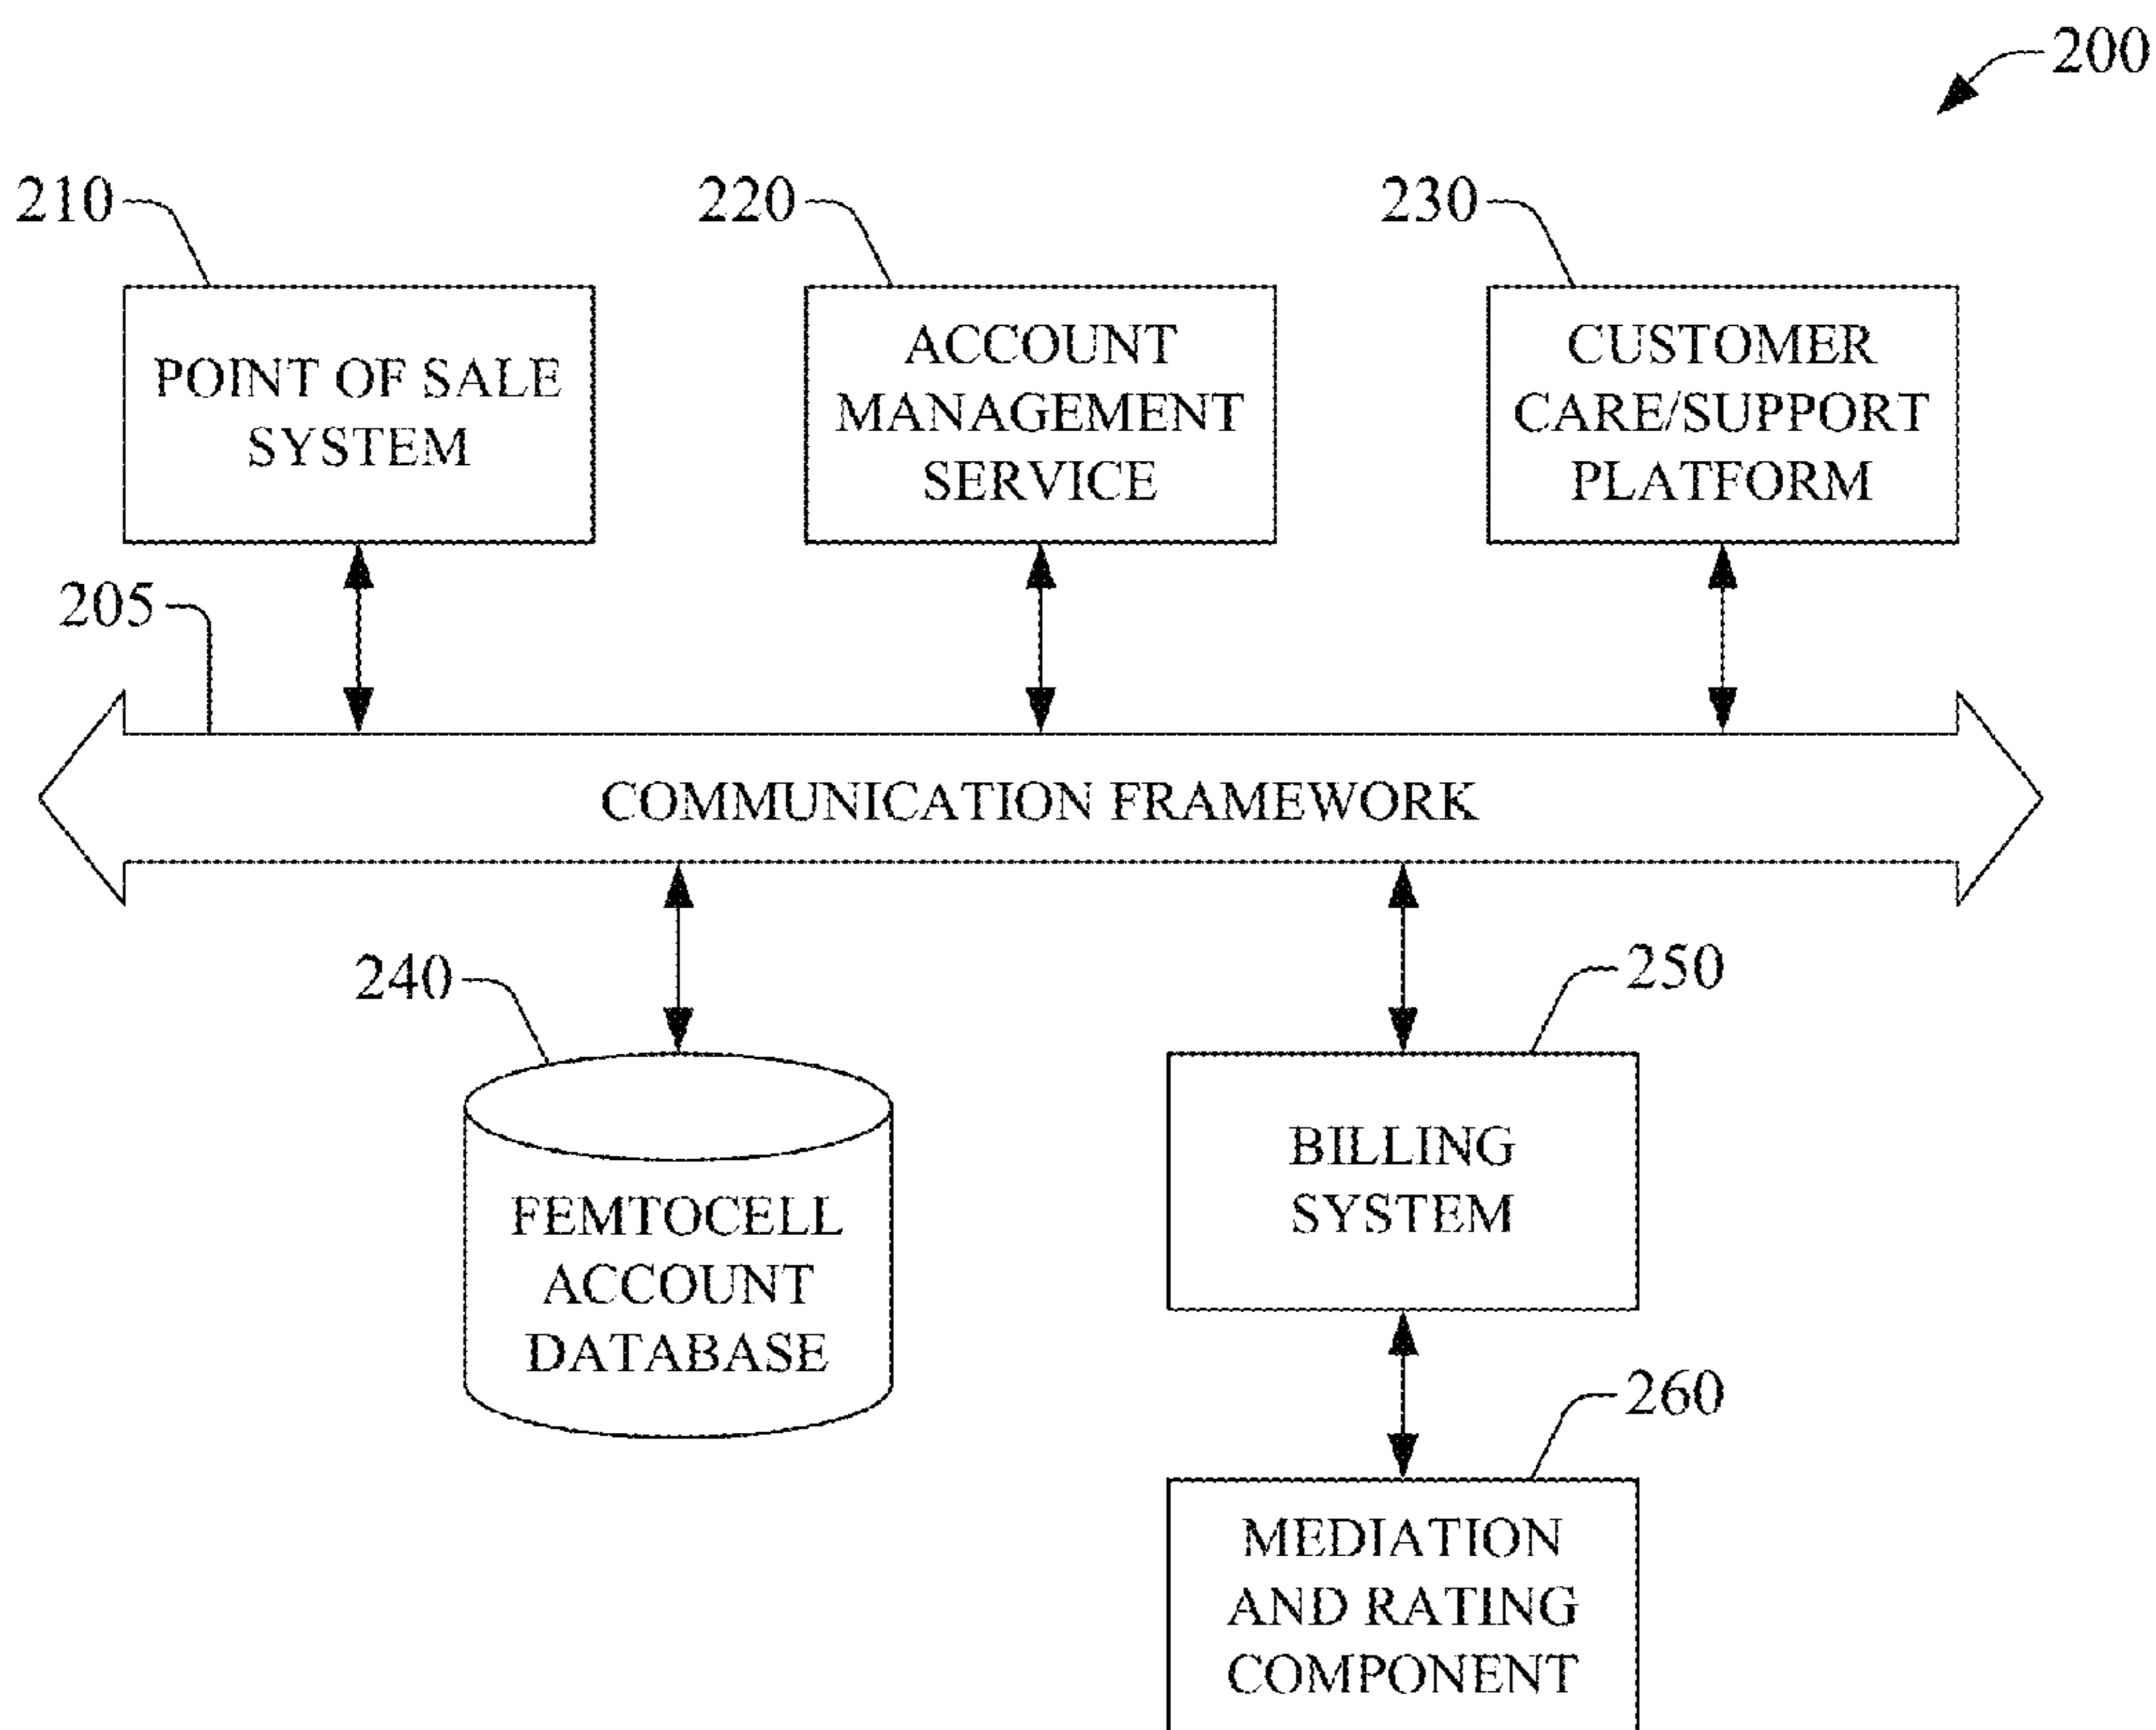 200
210
220
230
POINT OF SALE
SYSTEM
ACCOUNT
MANAGEMENT
SERVICE
CUSTOMER
CARE/SUPPORT
PLATFORM
205
COMMUNICATION FRAMEWORK
240
250
FEMTOCELL
ACCOUNT
DATABASE
BILLING
SYSTEM
260
MEDIATION
AND RATING
COMPONENT